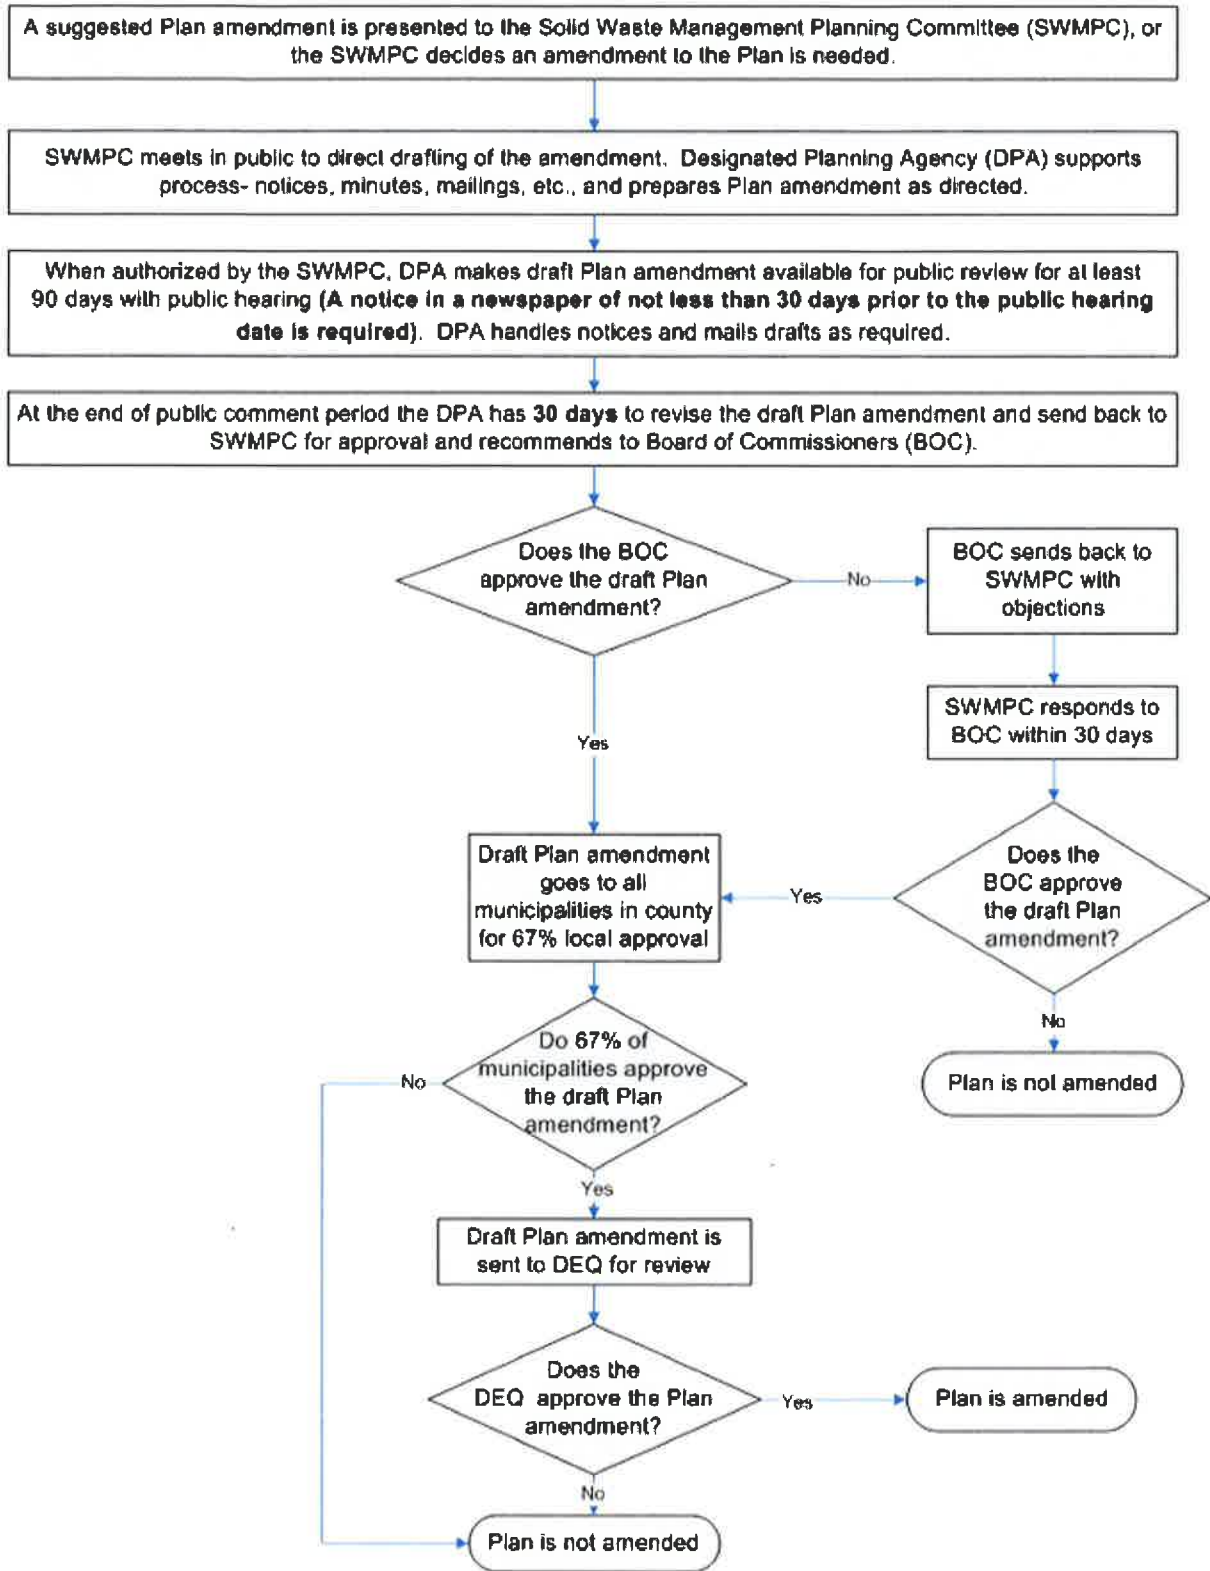 A suggested Plan amendment is presented to the Solid Waste Management Planning Committee (SWMPC), or
the SWMPC decides an amendment to the Plan is needed.
SWMPC meets in public to direct drafting of the amendment. Designated Planning Agency (DPA) supports
process- notices, minutes, mailings, etc., and prepares Plan amendment as directed.
When authorized by the SWMPC, DPA makes draft Plan amendment available for public review for at least
90 days with public hearing (A notice in a newspaper of not less than 30 days prior to the public hearing
date is required). DPA handles notices and mails drafts as required.
At the end of public comment period the DPA has 30 days to revise the draft Plan amendment and send back to
SWMPC for approval and recommends to Board of Commissioners (BOC).
Does the BOC
approve the draft Plan
amendment?
No
BOC sends back to
SWMPC with
objections
SWMPC responds to
BOC within 30 days
Yes
Does the
BOC approve
the draft Plan
amendment?
Yes
Draft Plan amendment
goes to all
municipalities in county
for 67% local approval
No
Plan is not amended
Do 67% of
municipalities approve
the draft Plan
amendment?
No
Yes
Draft Plan amendment is
sent to DEQ for review
Does the
DEQ approve the Plan
amendment?
Yes
Plan is amended
No
Plan is not amended